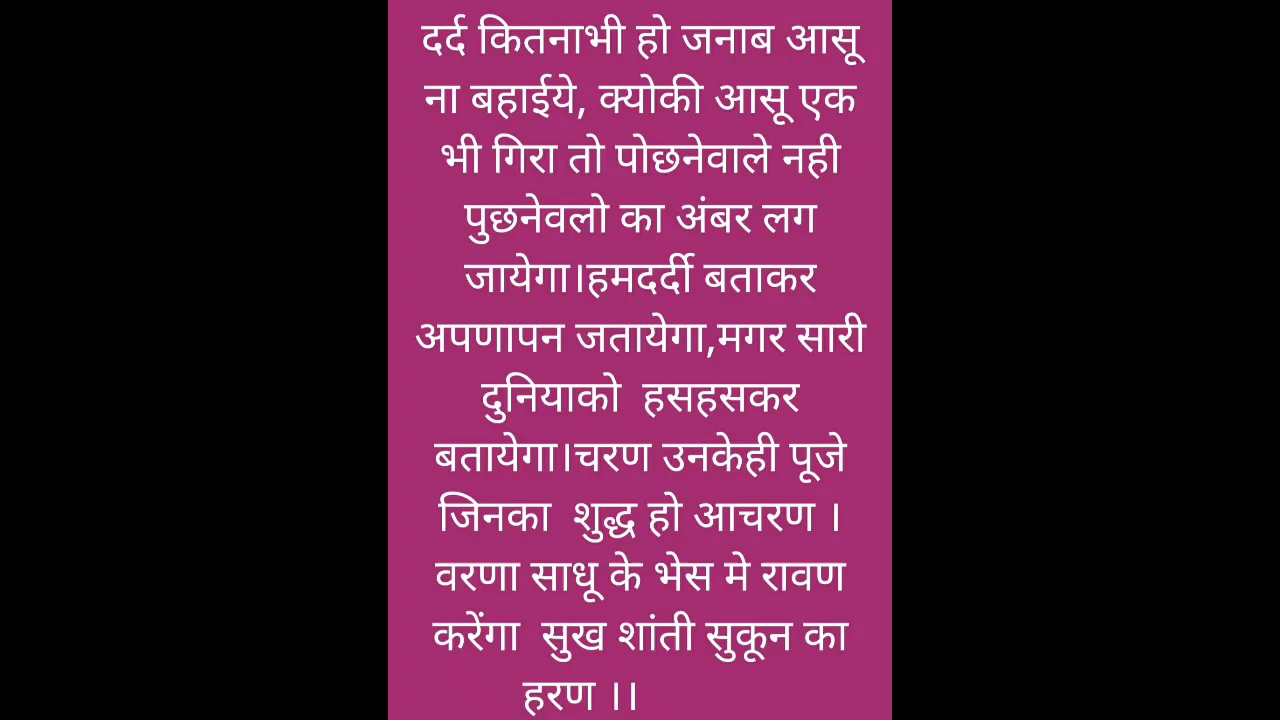 दर्द कितनाभी हो जनाब आसू
ना बहाईये, क्योकी आसू एक
भी गिरा तो पोछनेवाले नही
पुछनेवलो का अंबर लग
जायेगा।हमदर्दी बताकर
अपणापन जतायेगा,मगर सारी
दुनियाको  हसहसकर
बतायेगा।चरण उनकेही पूजे
जिनका  शुद्ध हो आचरण ।
वरणा साधू के भेस मे रावण
करेंगा  सुख शांती सुकून का
हरण ।।